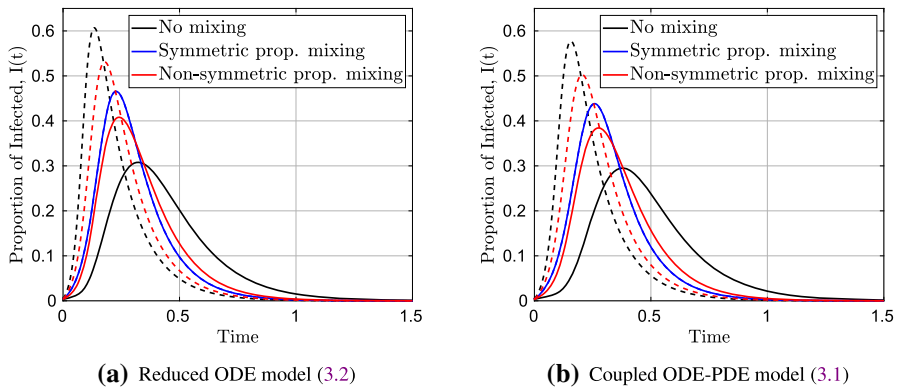 Proportion of Infected, I(t)
0.6
0.5
0.4
0.3
0.2
0.1
0
0
0.5
1
1.5
Time
No mixing
Symmetric prop. mixing
Non-symmetric prop. mixing
(a) Reduced ODE model (3.2)
Proportion of Infected, I(t)
0.6
0.5
0.4
0.3
0.2
0.1
0
0
0.5
1
1.5
Time
No mixing
Symmetric prop. mixing
Non-symmetric prop. mixing
(b) Coupled ODE-PDE model (3.1)